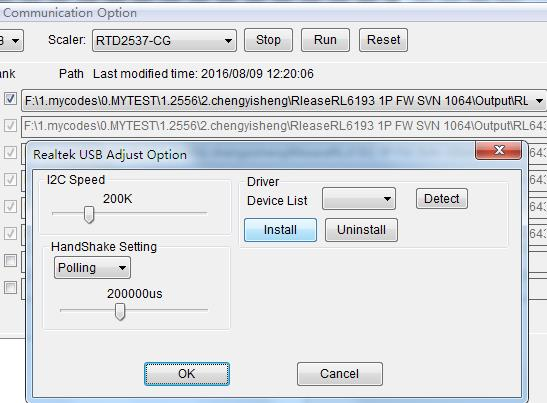 Communication Option
B Scaler: RTD2537-CG Stop Run Reset
ank Path Last modified time: 2016/08/09 12:20:06
F:\1.mycodes\0.MYTEST\1.2556\2.chengyisheng\RleaseRL6193 1P FW SVN 1064\Output\RL
F:\1.mycodes\0.MYTEST\1.2556\2.chengyisheng\RleaseRL6193 1P FW SVN 1064\Output\RL643
Realtek USB Adjust Option
I2C Speed
200K
Driver
Device List Detect
Install Uninstall
HandShake Setting
Polling
200000us
OK Cancel